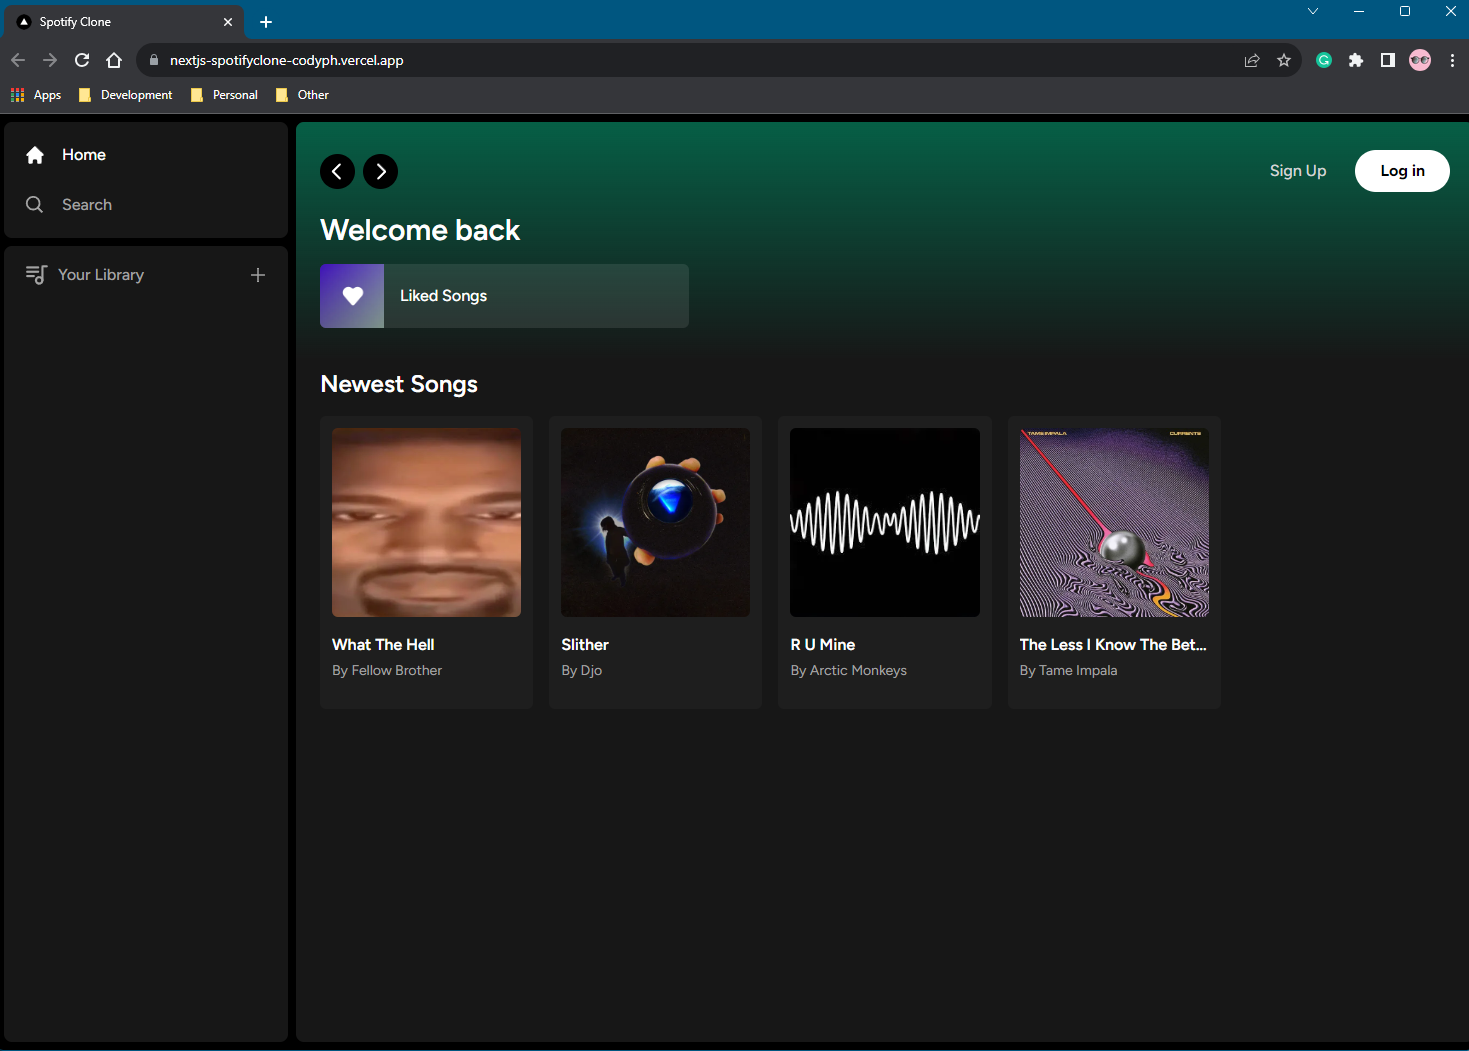 Spotify Clone
nextjs-spotifyclone-codyph.vercel.app
Apps
Development
Personal
Other
Home
Search
Your Library
Sign Up
Log in
Welcome back
Liked Songs
Newest Songs
TAME IMPALA
CURRENTS
What The Hell
By Fellow Brother
Slither
By Djo
R U Mine
By Arctic Monkeys
The Less I Know The Bet...
By Tame Impala